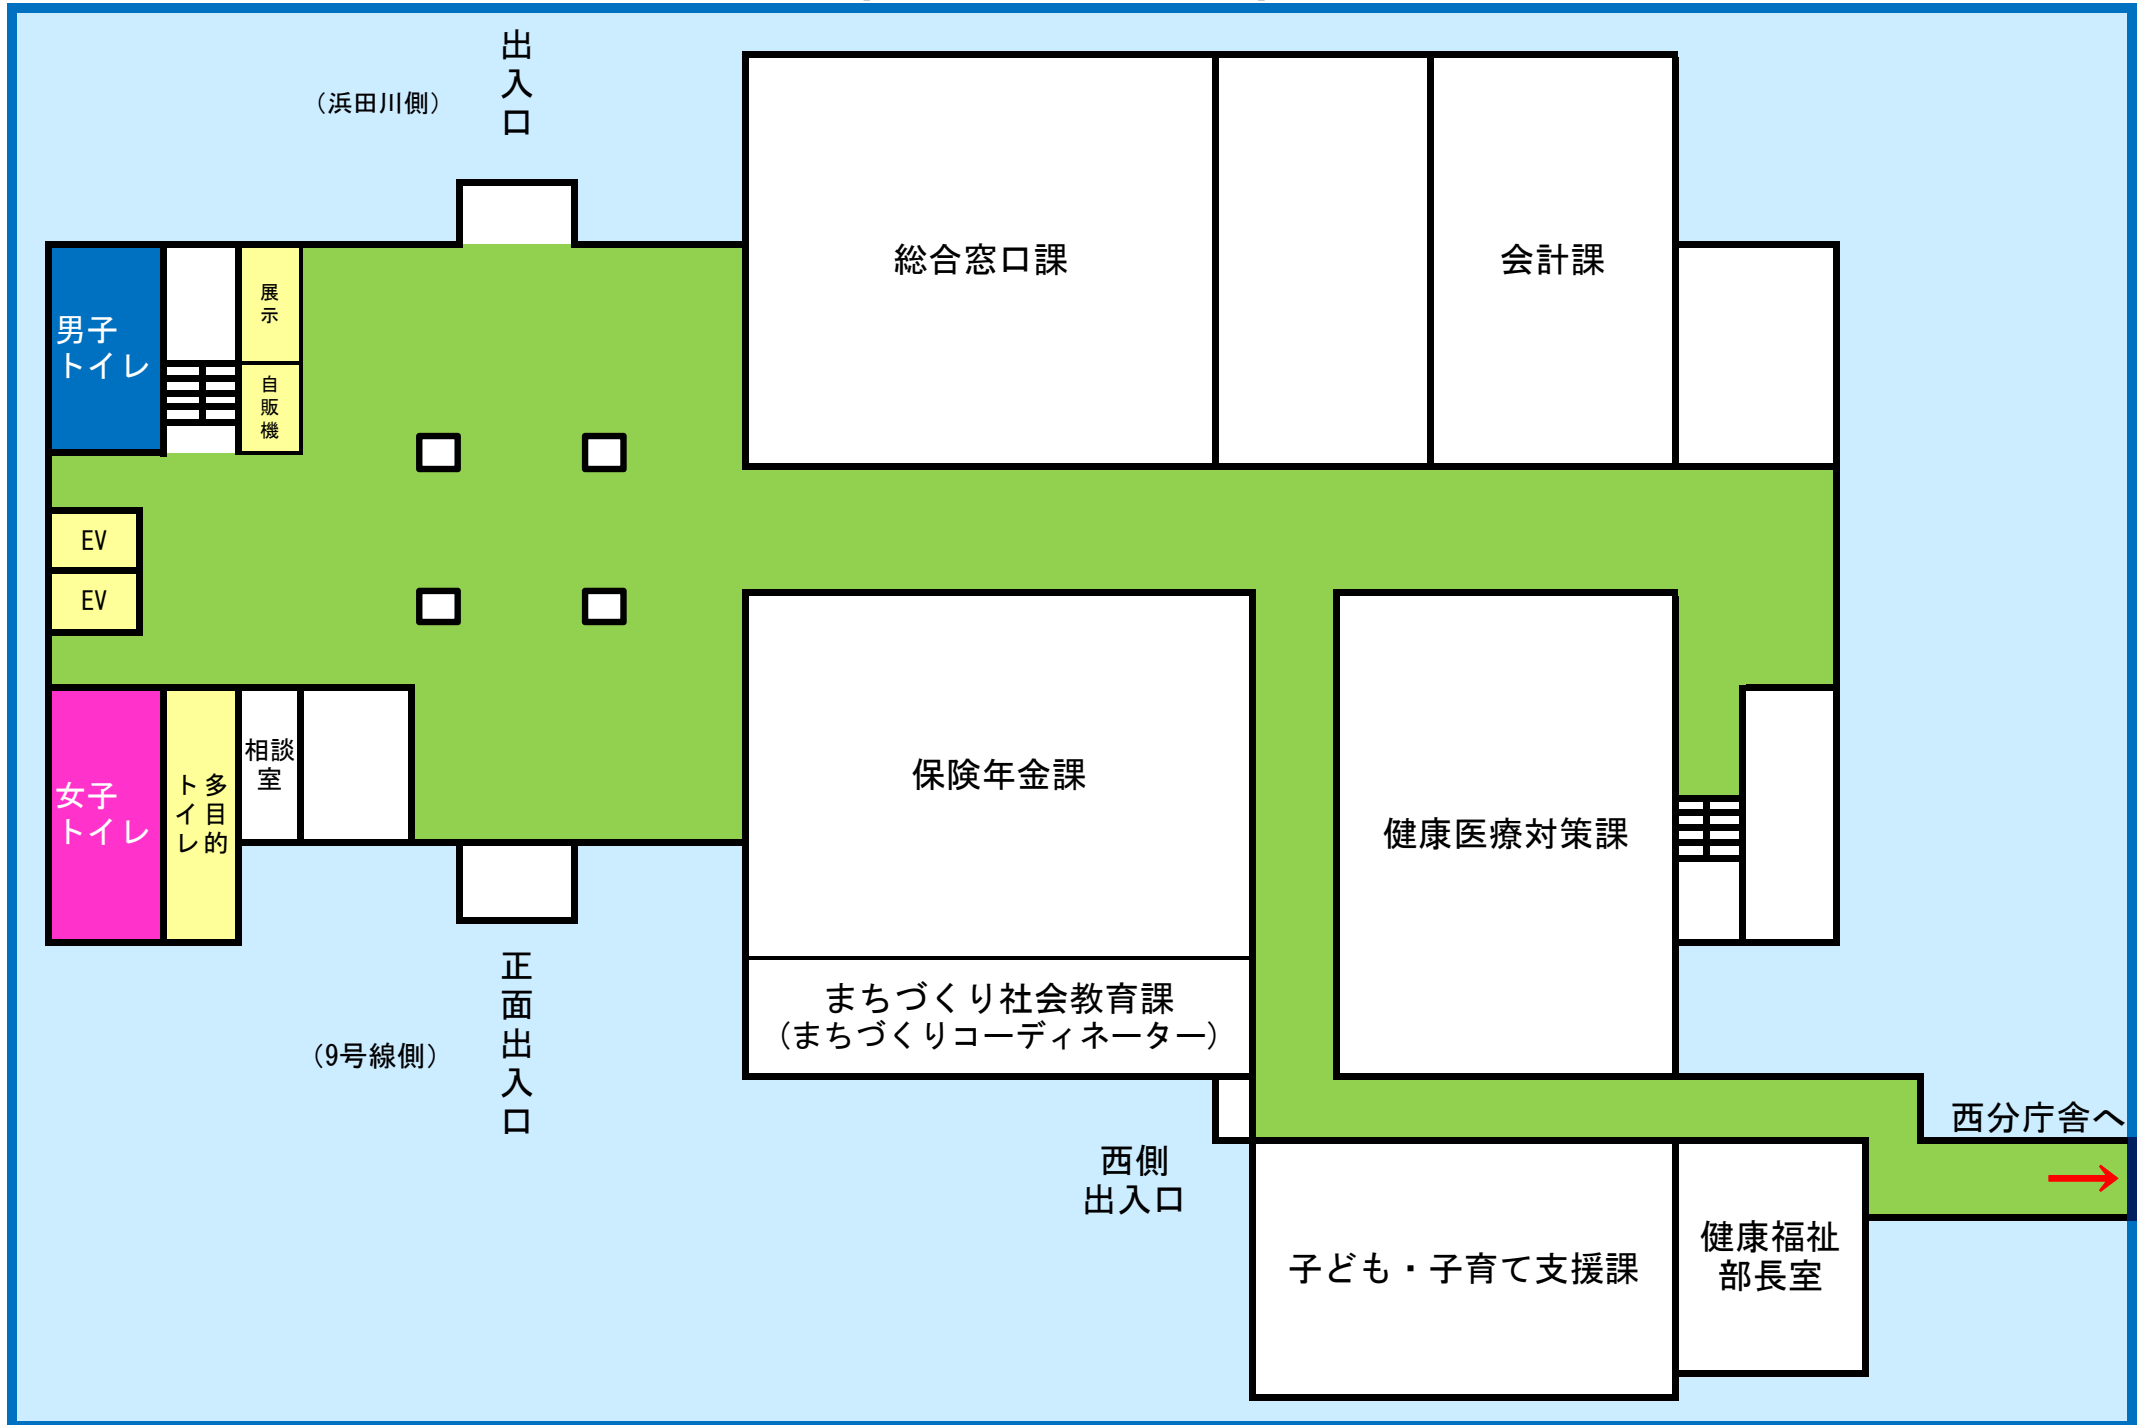 出入口
（浜田川側）
総合窓口課
会計課
展示
男子
トイレ
自販機
EV
EV
女子
トイレ
多目的
トイレ
相談
室
保険年金課
健康医療対策課
まちづくり社会教育課
（まちづくりコーディネーター）
正面出入口
（9号線側）
西側
出入口
西分庁舎へ
→
子ども・子育て支援課
健康福祉
部長室